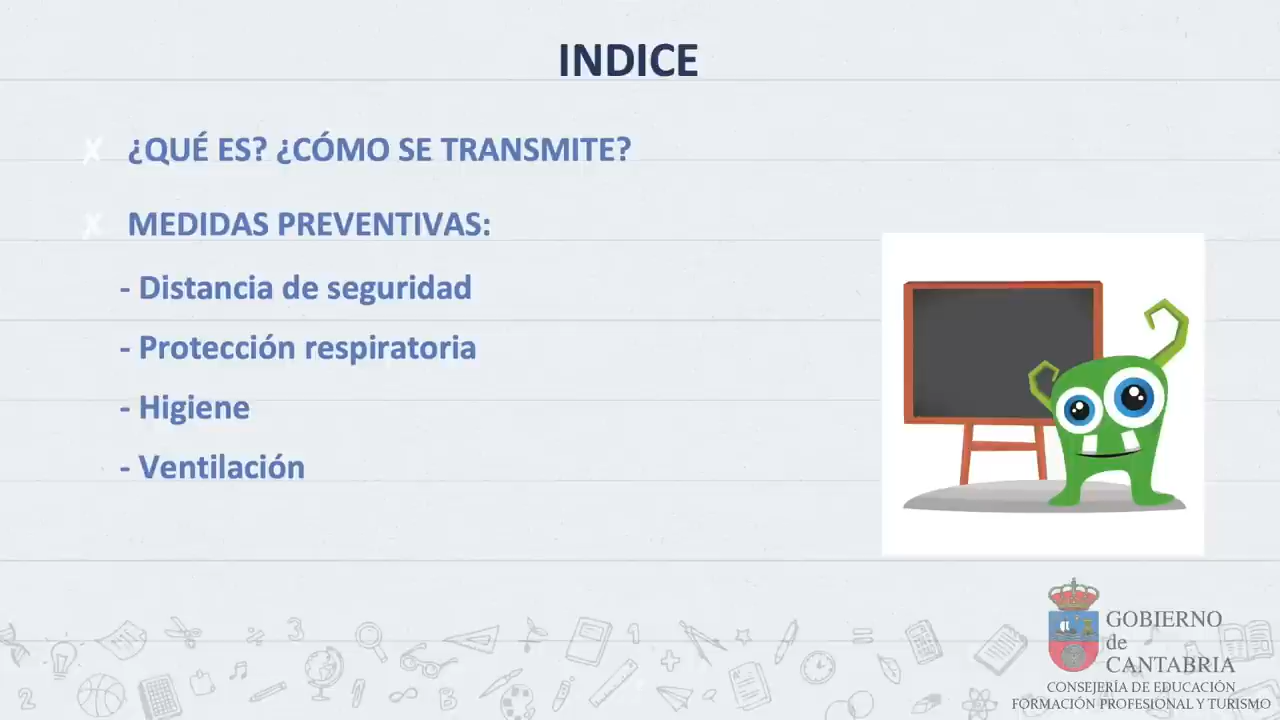 INDICE
¿QUÉ ES? ¿CÓMO SE TRANSMITE?
MEDIDAS PREVENTIVAS:
- Distancia de seguridad
- Protección respiratoria
- Higiene
- Ventilación
GOBIERNO
de
CANTABRIA
CONSEJERÍA DE EDUCACIÓN
FORMACIÓN PROFESIONAL Y TURISMO